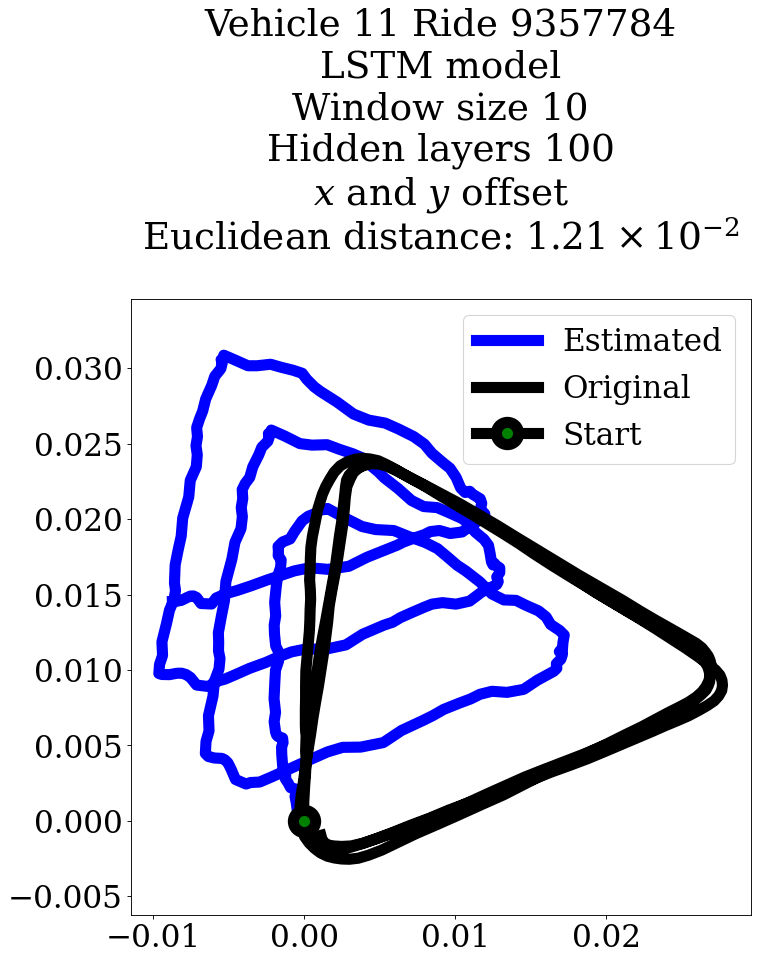 Vehicle 11 Ride 9357784
LSTM model
Window size 10
Hidden layers 100
x and y offset
Euclidean distance: 1.21 × 10⁻²
Estimated
Original
Start
0.030
0.025
0.020
0.015
0.010
0.005
0.000
−0.005
−0.01 0.00 0.01 0.02